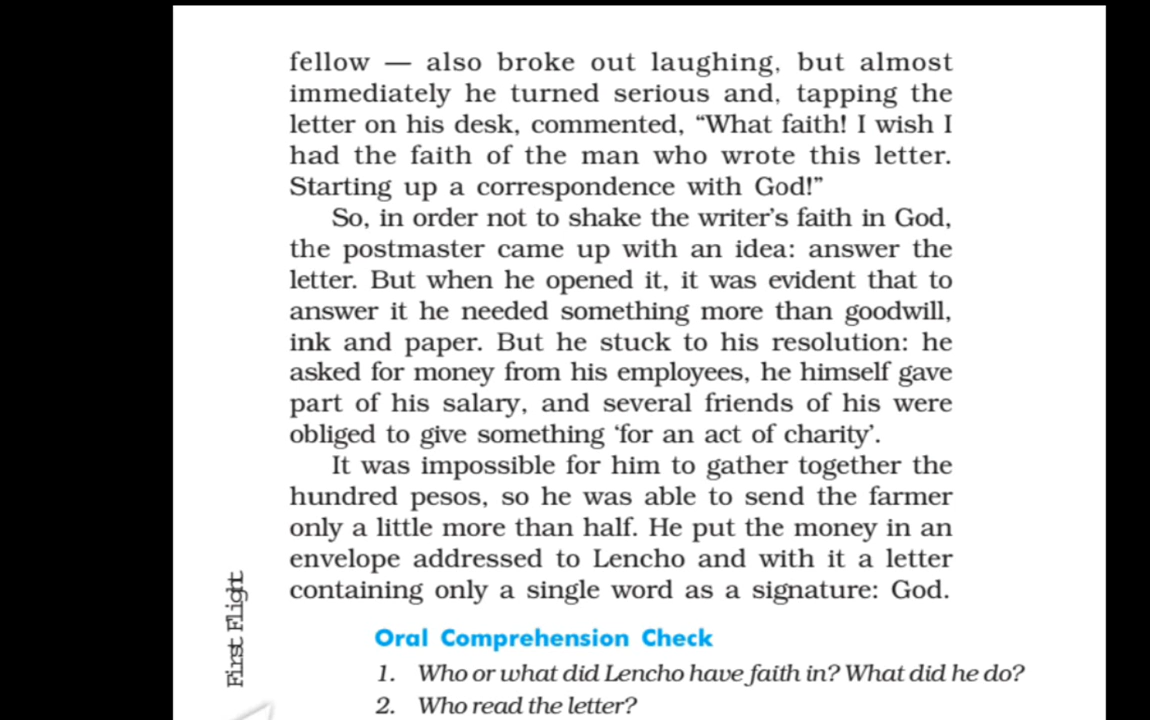 fellow — also broke out laughing, but almost
immediately he turned serious and, tapping the
letter on his desk, commented, “What faith! I wish I
had the faith of the man who wrote this letter.
Starting up a correspondence with God!”
So, in order not to shake the writer’s faith in God,
the postmaster came up with an idea: answer the
letter. But when he opened it, it was evident that to
answer it he needed something more than goodwill,
ink and paper. But he stuck to his resolution: he
asked for money from his employees, he himself gave
part of his salary, and several friends of his were
obliged to give something ‘for an act of charity’.
It was impossible for him to gather together the
hundred pesos, so he was able to send the farmer
only a little more than half. He put the money in an
envelope addressed to Lencho and with it a letter
containing only a single word as a signature: God.
First Flight
Oral Comprehension Check
1. Who or what did Lencho have faith in? What did he do?
2. Who read the letter?